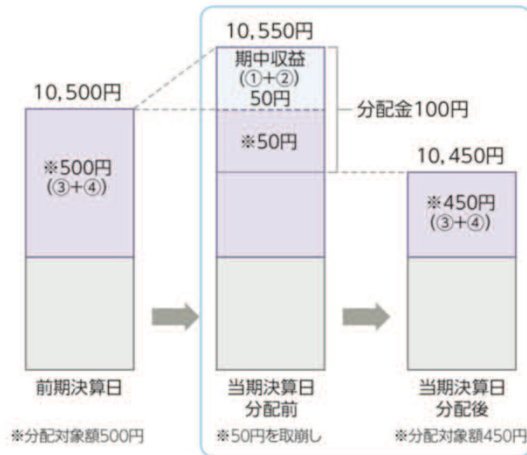 10,550円
期中収益
(①+②)
50円
10,500円
分配金100円
※50円
※500円
(③+④)
10,450円
※450円
(③+④)
前期決算日
当期決算日
分配前
当期決算日
分配後
※分配対象額500円
※50円を取崩し
※分配対象額450円